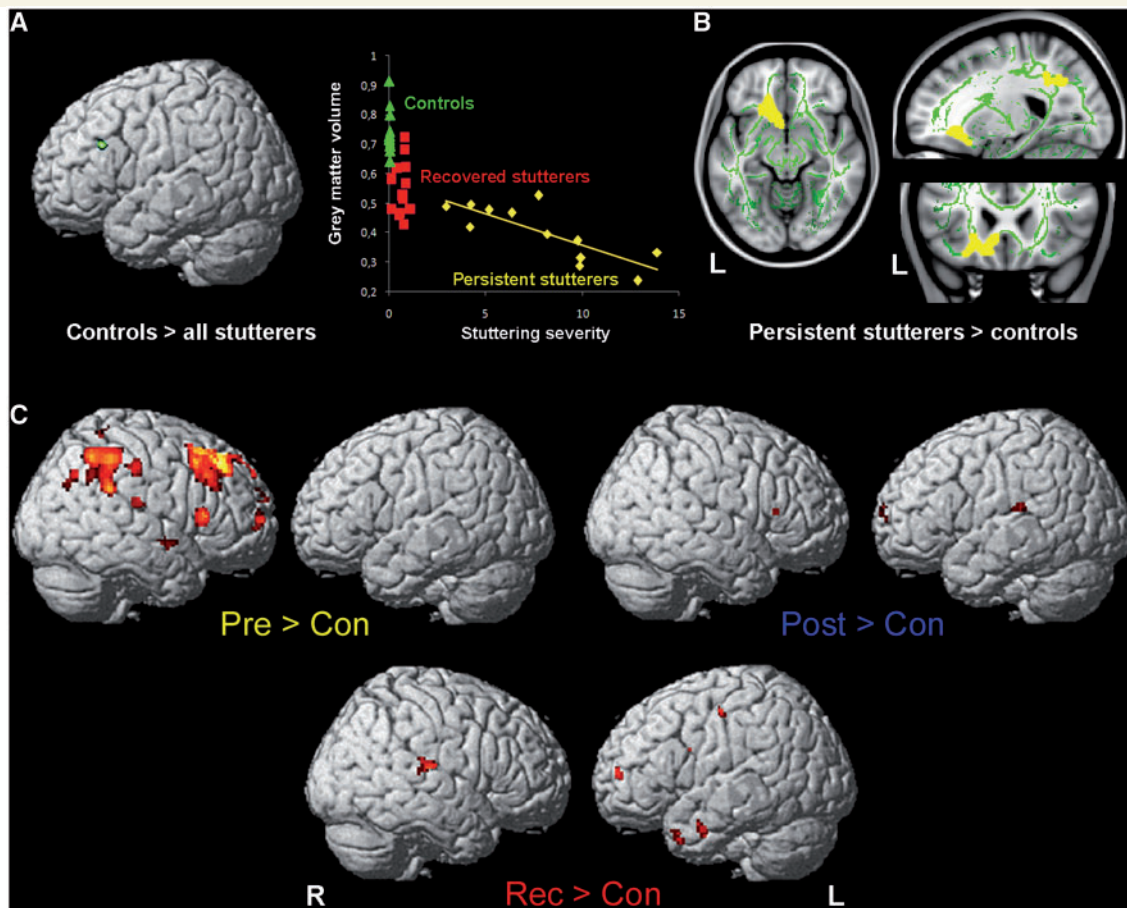 A
B
1
0,9
0,8
0,7
0,6
0,5
0,4
0,3
0,2
Grey matter volume
Controls
Recovered stutterers
Persistent stutterers
0 5 10 15
Stuttering severity
Controls > all stutterers
L
L
Persistent stutterers > controls
C
Pre > Con
Post > Con
R
L
Rec > Con